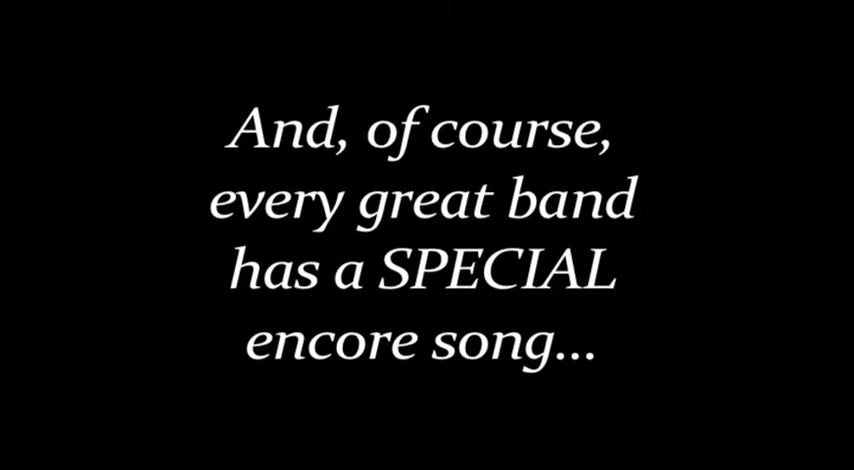 And, of course,
every great band
has a SPECIAL
encore song...